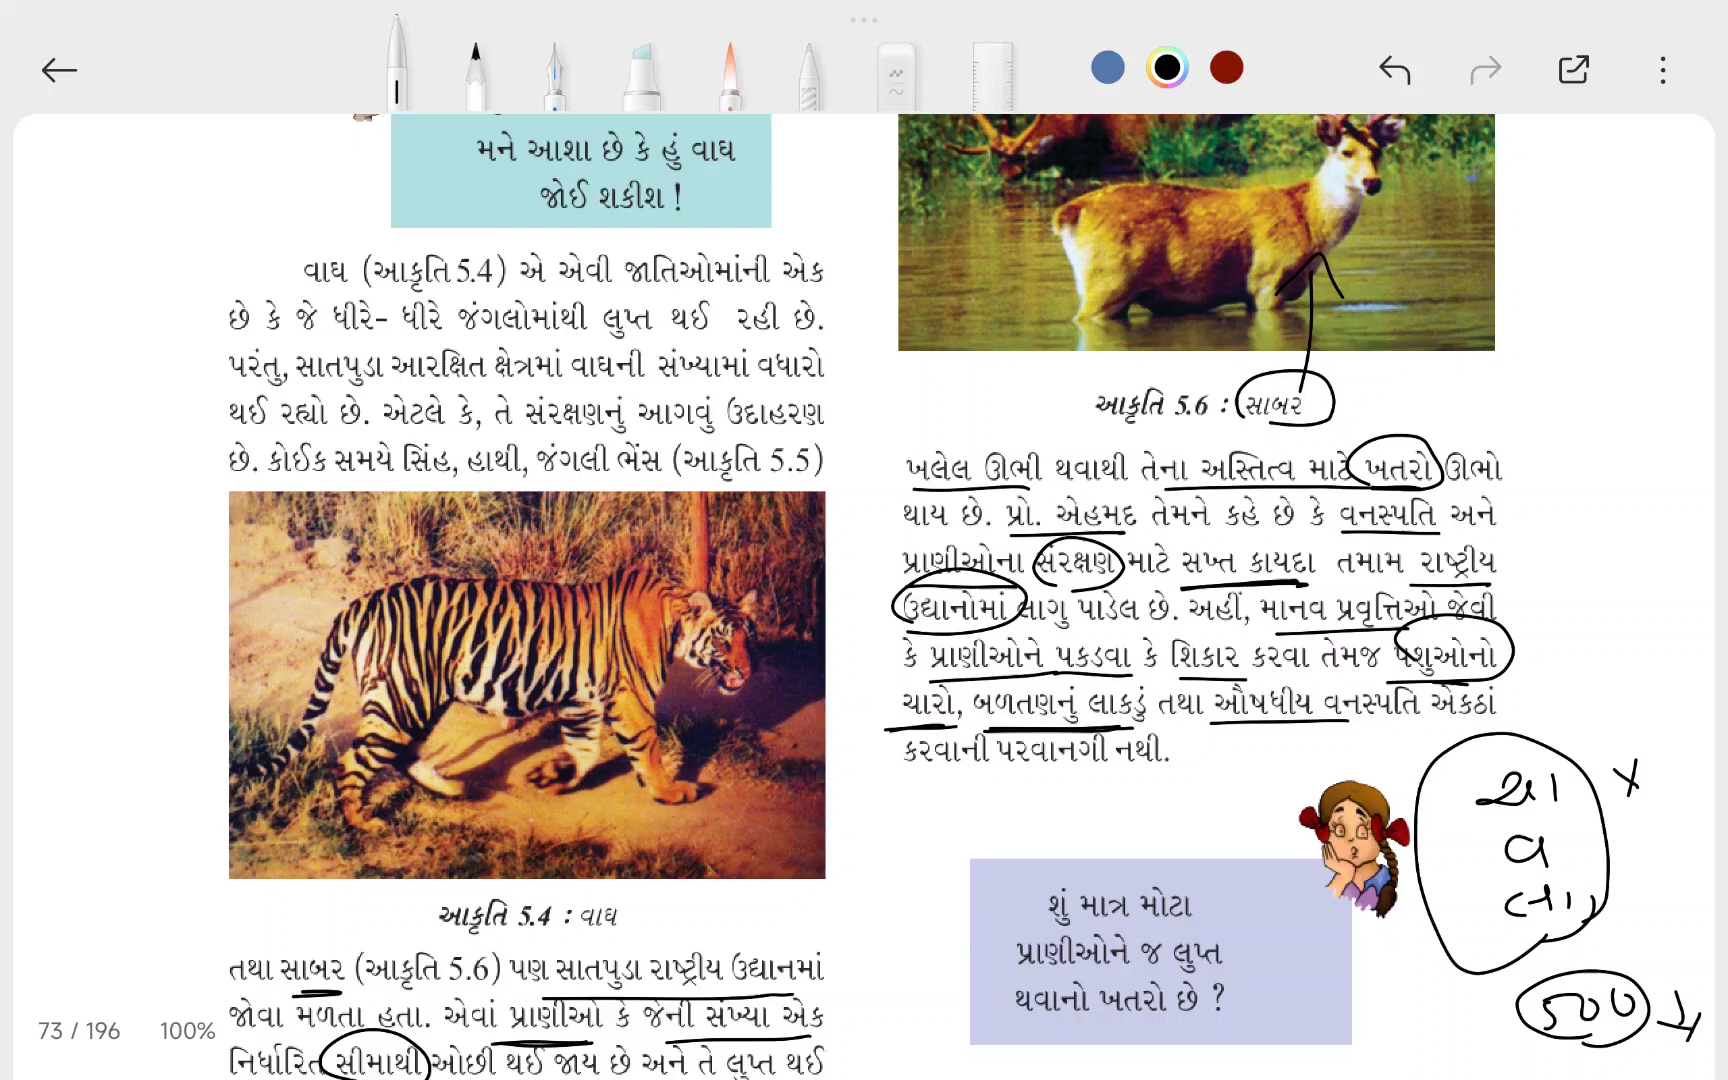 મને આશા છે કે હું વાઘ
જોઈ શકીશ !
વાઘ (આકૃતિ 5.4) એ એવી જાતિઓમાંની એક
છે કે જે ધીરે- ધીરે જંગલોમાંથી લુપ્ત થઈ રહી છે.
પરંતુ, સાતપુડા આરક્ષિત ક્ષેત્રમાં વાઘની સંખ્યામાં વધારો
થઈ રહ્યો છે. એટલે કે, તે સંરક્ષણનું આગવું ઉદાહરણ
છે. કોઈક સમયે સિંહ, હાથી, જંગલી ભેંસ (આકૃતિ 5.5)
આકૃતિ 5.4 : વાઘ
તથા સાબર (આકૃતિ 5.6) પણ સાતપુડા રાષ્ટ્રીય ઉદ્યાનમાં
જોવા મળતા હતા. એવાં પ્રાણીઓ કે જેની સંખ્યા એક
નિર્ધારિત સીમાથી ઓછી થઈ જાય છે અને તે લુપ્ત થઈ
73 / 196
100%
આકૃતિ 5.6 : સાબર
ખલેલ ઊભી થવાથી તેના અસ્તિત્વ માટે ખતરો ઊભો
થાય છે. પ્રો. એહમદ તેમને કહે છે કે વનસ્પતિ અને
પ્રાણીઓના સંરક્ષણ માટે સખ્ત કાયદા તમામ રાષ્ટ્રીય
ઉદ્યાનોમાં લાગુ પાડેલ છે. અહીં, માનવ પ્રવૃત્તિઓ જેવી
કે પ્રાણીઓને પકડવા કે શિકાર કરવા તેમજ પશુઓનો
ચારો, બળતણનું લાકડું તથા ઔષધીય વનસ્પતિ એકઠાં
કરવાની પરવાનગી નથી.
શું માત્ર મોટા
પ્રાણીઓને જ લુપ્ત
થવાનો ખતરો છે ?
500